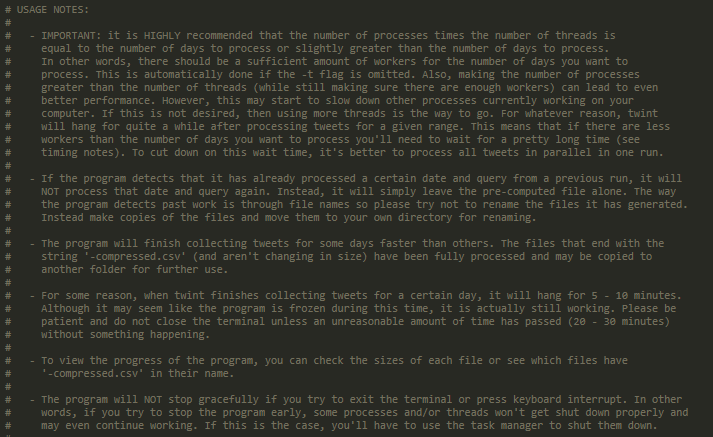 # USAGE NOTES:
#
#   - IMPORTANT: it is HIGHLY recommended that the number of processes times the number of threads is
#     equal to the number of days to process or slightly greater than the number of days to process.
#     In other words, there should be a sufficient amount of workers for the number of days you want to
#     process. This is automatically done if the -t flag is omitted. Also, making the number of processes
#     greater than the number of threads (while still making sure there are enough workers) can lead to even
#     better performance. However, this may start to slow down other processes currently working on your
#     computer. If this is not desired, then using more threads is the way to go. For whatever reason, twint
#     will hang for quite a while after processing tweets for a given range. This means that if there are less
#     workers than the number of days you want to process you'll need to wait for a pretty long time (see
#     timing notes). To cut down on this wait time, it's better to process all tweets in parallel in one run.
#
#   - If the program detects that it has already processed a certain date and query from a previous run, it will
#     NOT process that date and query again. Instead, it will simply leave the pre-computed file alone. The way
#     the program detects past work is through file names so please try not to rename the files it has generated.
#     Instead make copies of the files and move them to your own directory for renaming.
#
#   - The program will finish collecting tweets for some days faster than others. The files that end with the
#     string '-compressed.csv' (and aren't changing in size) have been fully processed and may be copied to
#     another folder for further use.
#
#   - For some reason, when twint finishes collecting tweets for a certain day, it will hang for 5 - 10 minutes.
#     Although it may seem like the program is frozen during this time, it is actually still working. Please be
#     patient and do not close the terminal unless an unreasonable amount of time has passed (20 - 30 minutes)
#     without something happening.
#
#   - To view the progress of the program, you can check the sizes of each file or see which files have
#     '-compressed.csv' in their name.
#
#   - The program will NOT stop gracefully if you try to exit the terminal or press keyboard interrupt. In other
#     words, if you try to stop the program early, some processes and/or threads won't get shut down properly and
#     may even continue working. If this is the case, you'll have to use the task manager to shut them down.